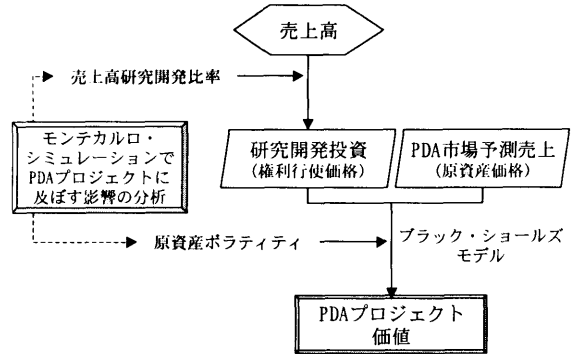 売上高
売上高研究開発比率
モンテカルロ・
シミュレーションで
PDAプロジェクトに
及ぼす影響の分析
研究開発投資
(権利行使価格)
PDA市場予測売上
(原資産価格)
原資産ボラティティ
ブラック・ショールズ
モデル
PDAプロジェクト
価値